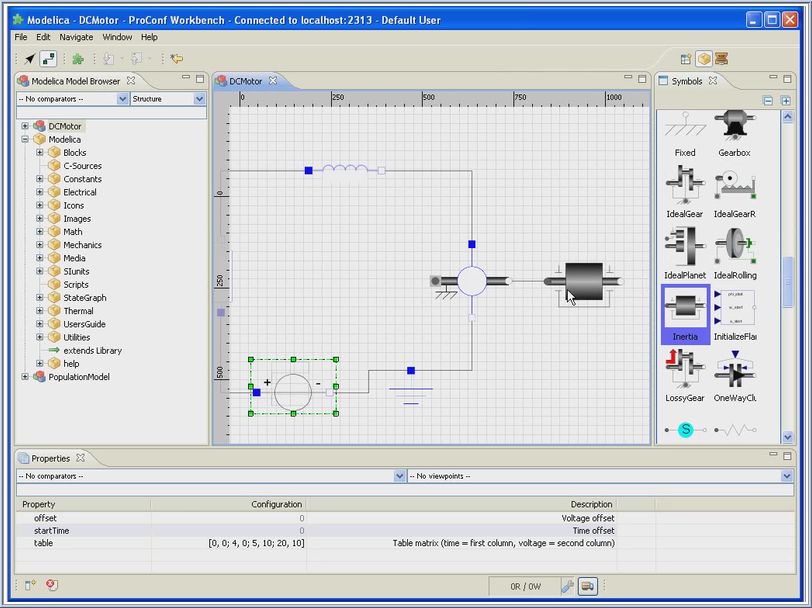 Modelica - DCMotor - ProConf Workbench - Connected to localhost:2313 - Default User
File Edit Navigate Window Help
Modelica Model Browser
-- No comparators -- Structure
DCMotor
Modelica
Blocks
C-Sources
Constants
Electrical
Icons
Images
Math
Mechanics
Media
SIunits
Scripts
StateGraph
Thermal
UsersGuide
Utilities
extends Library
help
PopulationModel
DCMotor
0 250 500 750 1000
0
250
500
+ -
Symbols
Fixed Gearbox
IdealGear IdealGearR
IdealPlanet IdealRolling
Inertia InitializeFla
LossyGear OneWayClu
S
Properties
-- No comparators -- -- No viewpoints --
Property Configuration Description
offset 0 Voltage offset
startTime 0 Time offset
table [0, 0; 4, 0; 5, 10; 20, 10] Table matrix (time = first column, voltage = second column)
0R / 0W